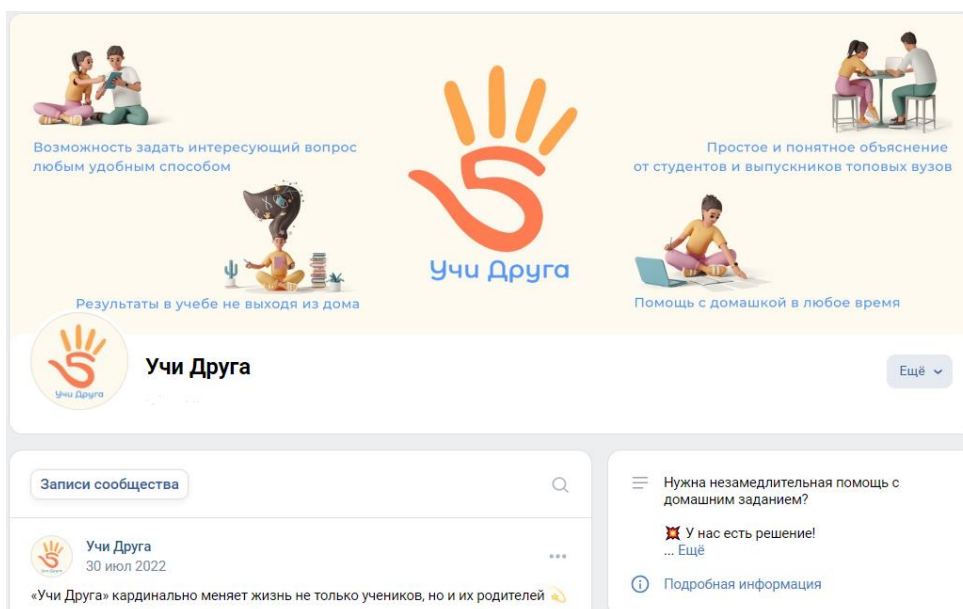 Возможность задать интересующий вопрос
любым удобным способом
Простое и понятное объяснение
от студентов и выпускников топовых вузов
5
Учи Друга
Результаты в учебе не выходя из дома
Помощь с домашкой в любое время
5
Учи Друга
Учи Друга
Ещё
Записи сообщества
Учи Друга
30 июл 2022
«Учи Друга» кардинально меняет жизнь не только учеников, но и их родителей
Нужна незамедлительная помощь с
домашним заданием?
У нас есть решение!
... Ещё
Подробная информация